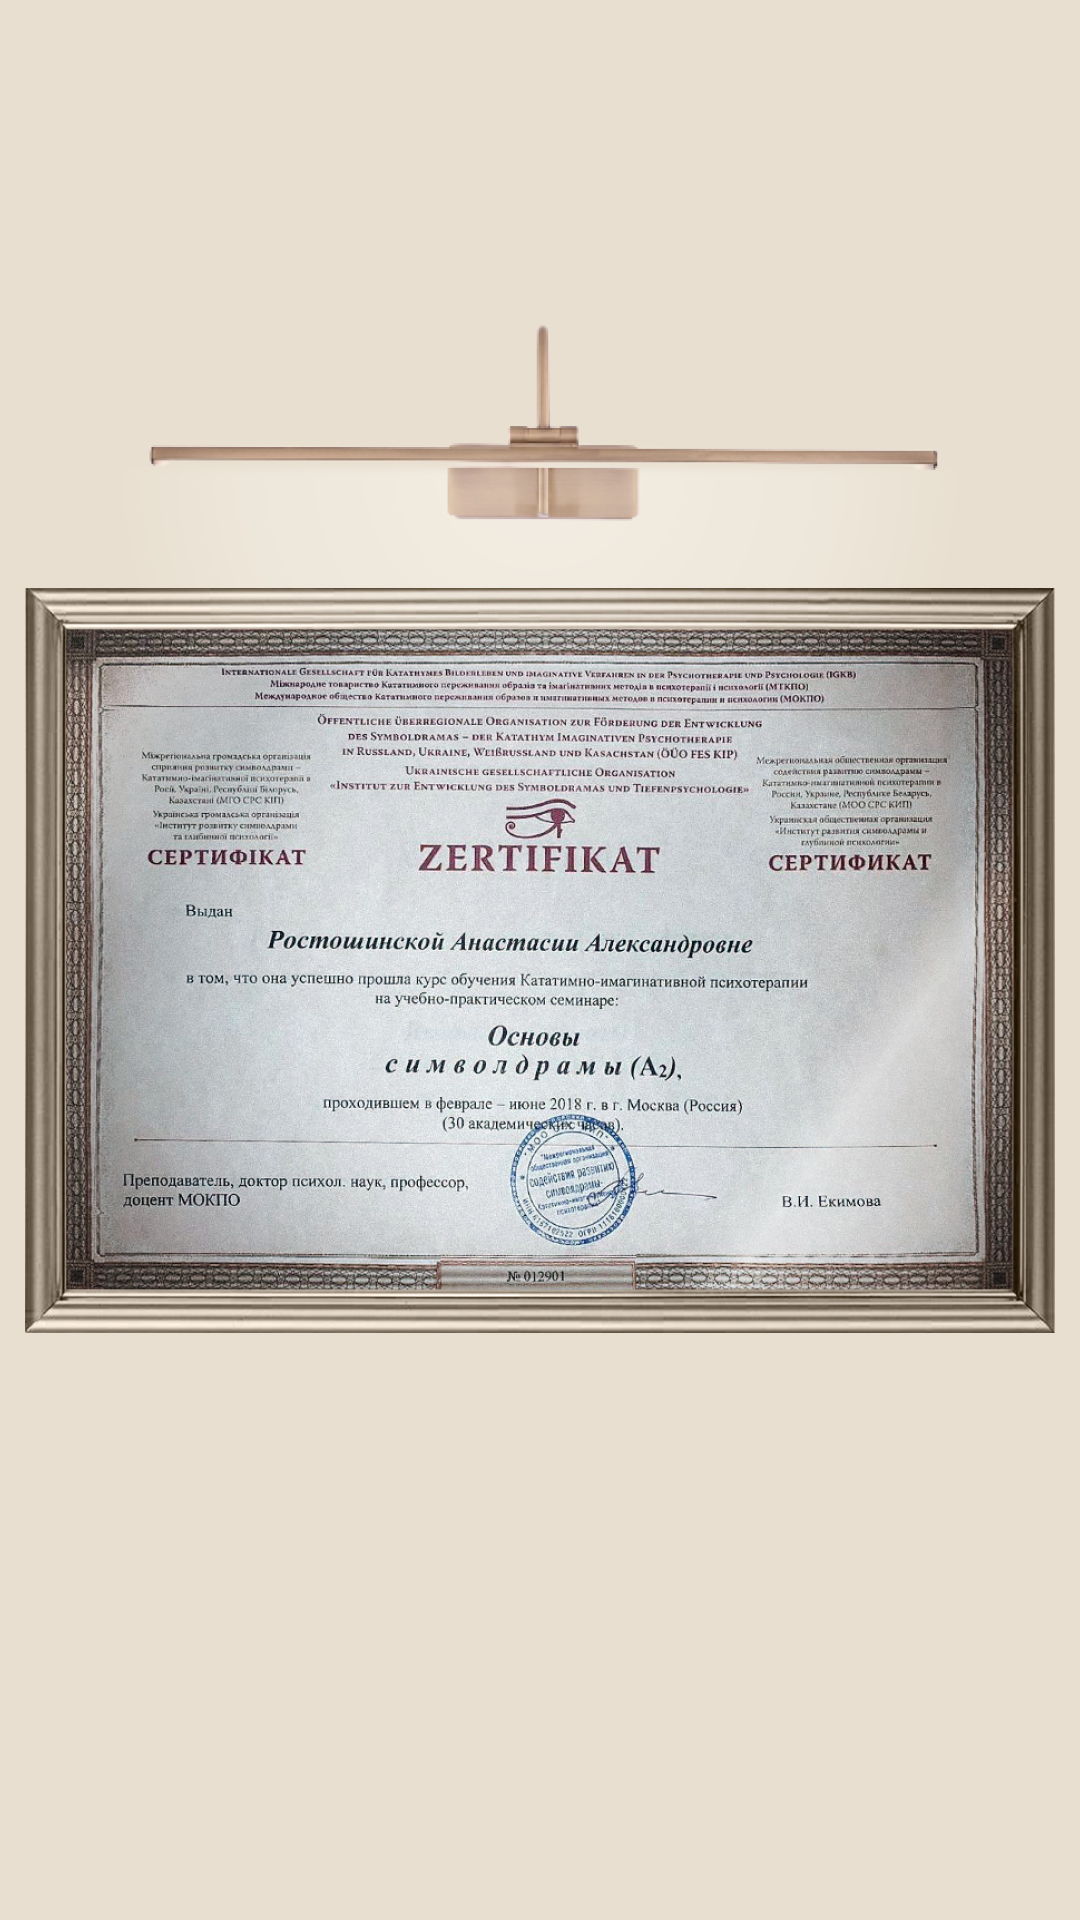 Internationale Gesellschaft für Katathymes Bilderleben und imaginative Verfahren in der Psychotherapie und Psychologie (IGKB)
Міжнародне товариство Кататимного переживання образів та імагінативних методів в психотерапії і психології (МТКПО)
Международное общество Кататимного переживания образов и имагинативных методов в психотерапии и психологии (МОКПО)
Öffentliche überregionale Organisation zur Förderung der Entwicklung
des Symboldramas – der Katathym Imaginativen Psychotherapie
in Russland, Ukraine, Weißrussland und Kasachstan (ÖÜO FES KIP)
Ukrainische gesellschaftliche Organisation
«Institut zur Entwicklung des Symboldramas und Tiefenpsychologie»
Міжрегіональна громадська організація
сприяння розвитку символдрами –
Кататимно-імагінативної психотерапії в
Росії, Україні, Республіці Білорусь,
Казахстані (МГО СРС КІП)
Українська громадська організація
«Інститут розвитку символдрами
та глибинної психології»
СЕРТИФІКАТ
ZERTIFIKAT
Межрегиональная общественная организация
содействия развитию символдрамы –
Кататимно-имагинативной психотерапии в
России, Украине, Республике Беларусь,
Казахстане (МОО СРС КИП)
Украинская общественная организация
«Институт развития символдрамы и
глубинной психологии»
СЕРТИФИКАТ
Выдан
Ростошинской Анастасии Александровне
в том, что она успешно прошла курс обучения Кататимно-имагинативной психотерапии
на учебно-практическом семинаре:
Основы
символдрамы (А2),
проходившем в феврале – июне 2018 г. в г. Москва (Россия)
(30 академических часов).
Преподаватель, доктор психол. наук, профессор,
доцент МОКПО
"Межрегиональная
общественная организация
содействия развитию
символдрамы-
В.И. Екимова
№ 012901